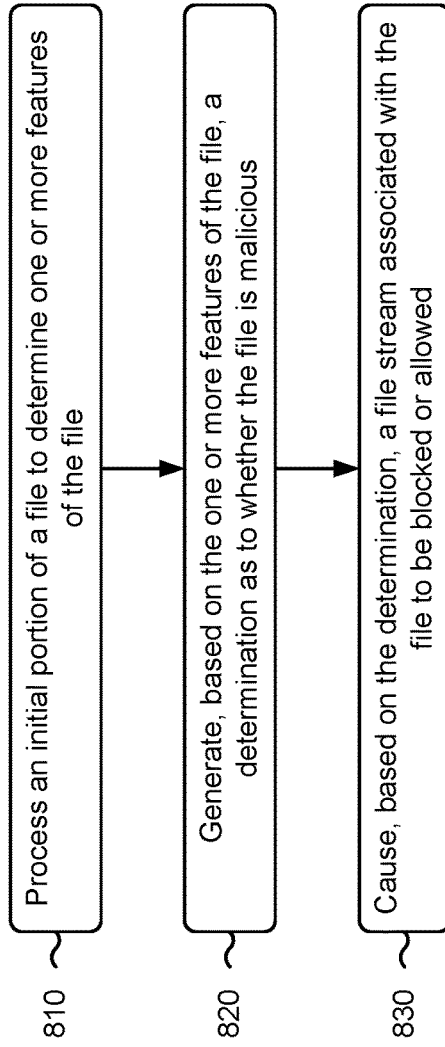 810
Process an initial portion of a file to determine one or more features
of the file
820
Generate, based on the one or more features of the file, a
determination as to whether the file is malicious
830
Cause, based on the determination, a file stream associated with the
file to be blocked or allowed